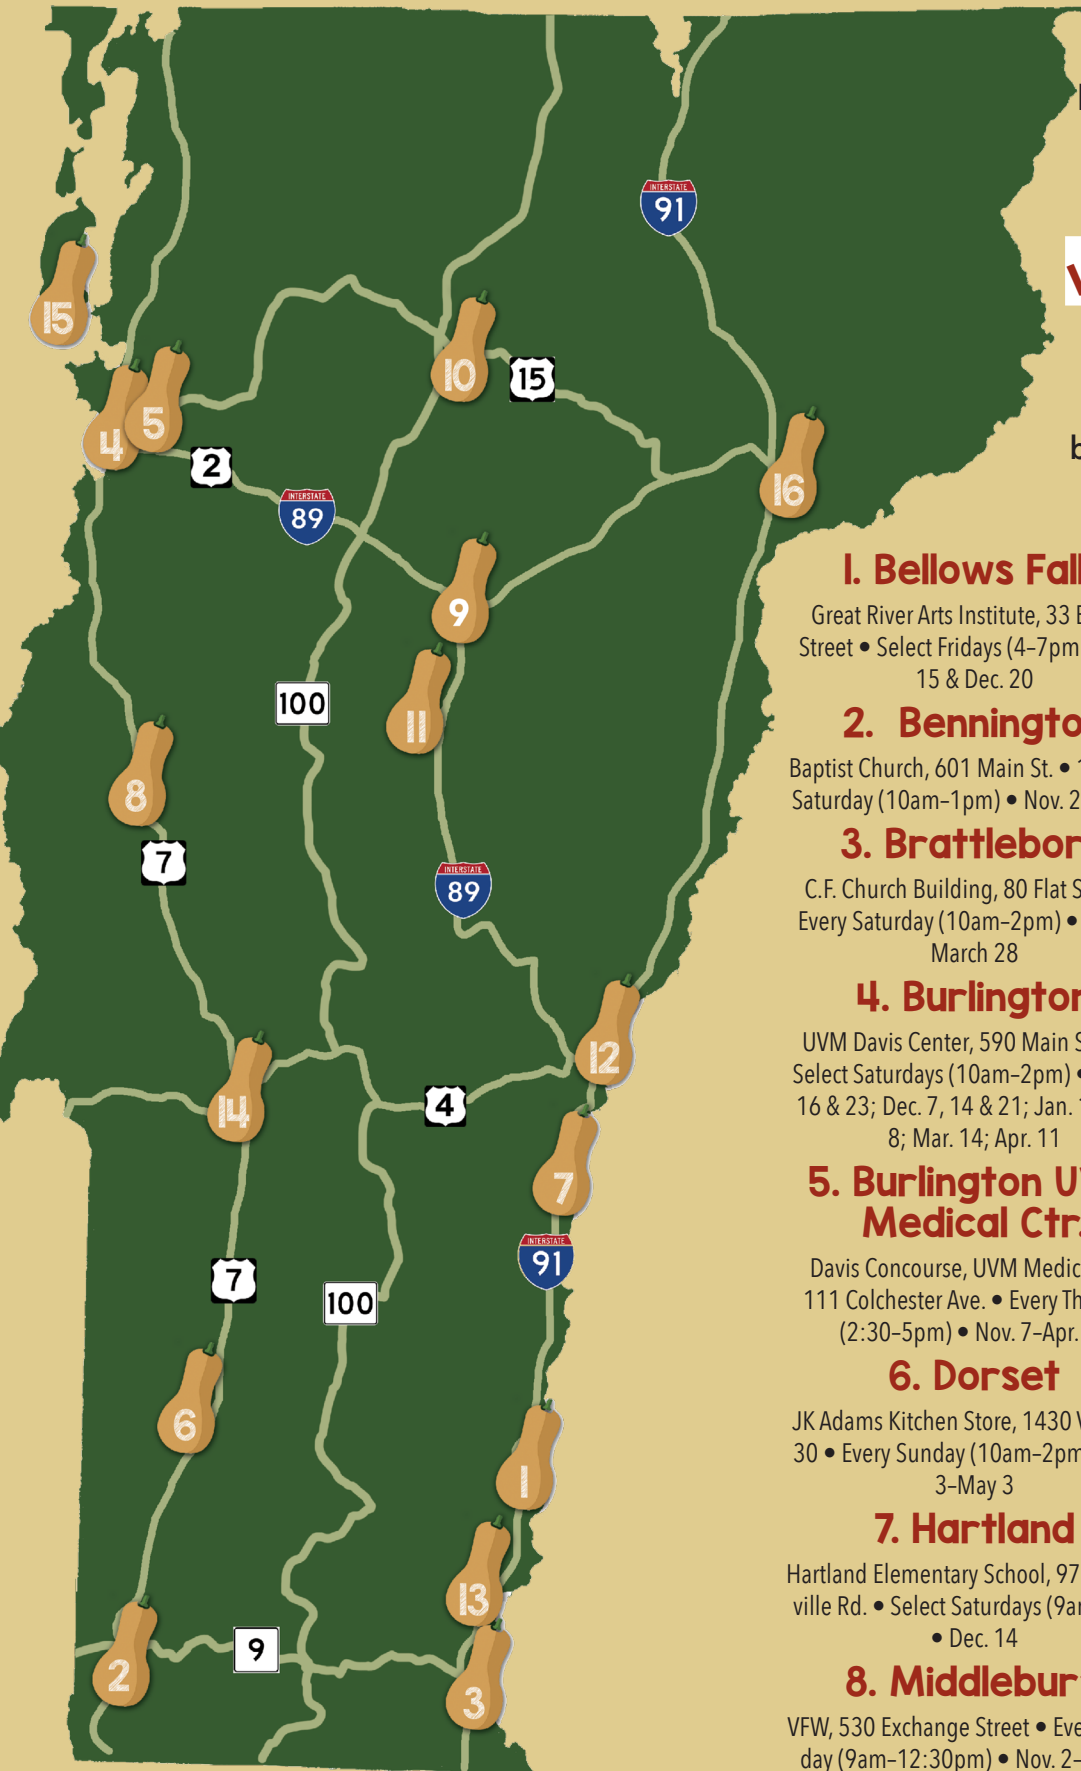 INTERSTATE
91
15
10
15
5
4
2
INTERSTATE
89
16
9
100
11
8
7
INTERSTATE
89
12
14
4
7
INTERSTATE
91
7
100
6
1
13
9
2
3
1. Bellows Fall
Great River Arts Institute, 33
Street • Select Fridays (4–7pm
15 & Dec. 20
2. Benningto
Baptist Church, 601 Main St. •
Saturday (10am–1pm) • Nov. 2
3. Brattlebor
C.F. Church Building, 80 Flat S
Every Saturday (10am–2pm) •
March 28
4. Burlington
UVM Davis Center, 590 Main S
Select Saturdays (10am–2pm) •
16 & 23; Dec. 7, 14 & 21; Jan.
8; Mar. 14; Apr. 11
5. Burlington
Medical Ctr.
Davis Concourse, UVM Medic
111 Colchester Ave. • Every Th
(2:30–5pm) • Nov. 7–Apr.
6. Dorset
JK Adams Kitchen Store, 1430
30 • Every Sunday (10am–2pm
3–May 3
7. Hartland
Hartland Elementary School, 97
ville Rd. • Select Saturdays (9a
• Dec. 14
8. Middlebur
VFW, 530 Exchange Street • Eve
day (9am–12:30pm) • Nov. 2–